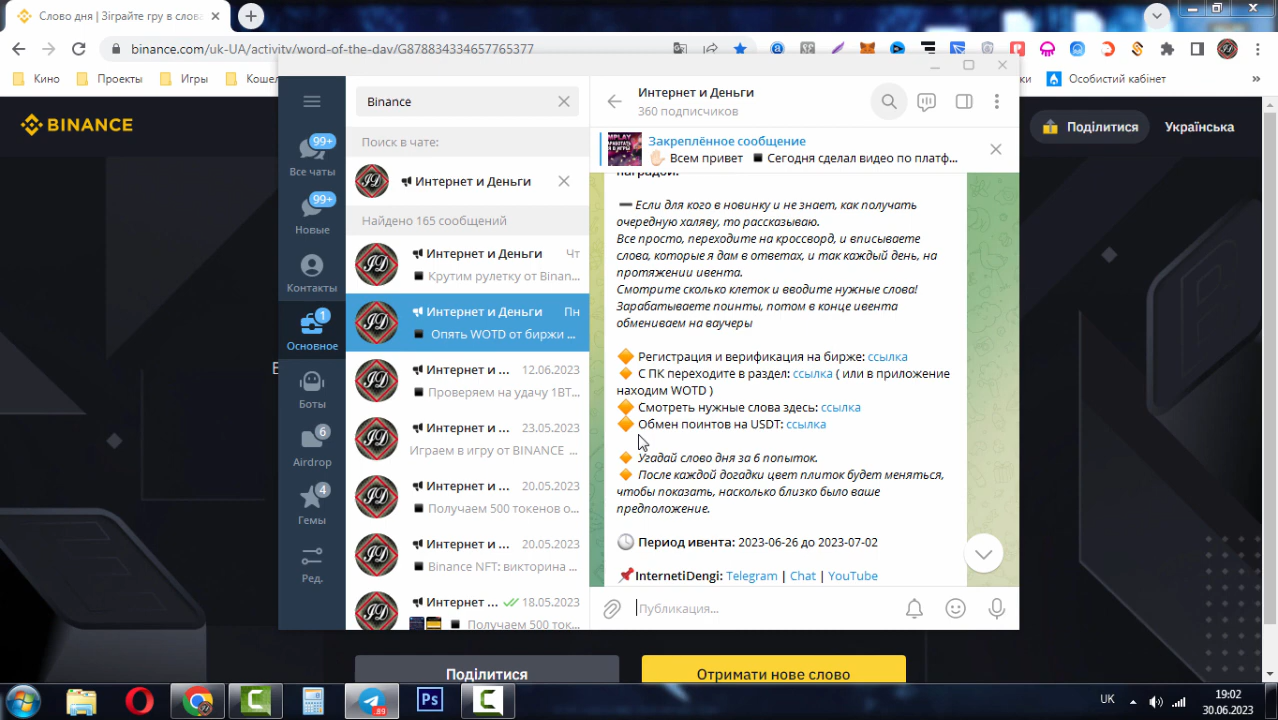 Слово дня | Зіграйте гру в слова
binance.com/uk-UA/activity/word-of-the-day/G878834334657765377
Кино
Проекты
Игры
Особистий кабінет
»
BINANCE
Поділитися
Українська
Binance
Интернет и Деньги
360 подписчиков
Поиск в чате:
Закреплённое сообщение
Всем привет ◾ Сегодня сделал видео по платф...
99+
Все чаты
99+
Новые
Контакты
1
Основное
Боты
6
Airdrop
4
Гемы
Ред.
Интернет и Деньги
Найдено 165 сообщений
Интернет и Деньги Чт
Крутим рулетку от Binan...
Интернет и Деньги Пн
Опять WOTD от биржи ...
Интернет и ... 12.06.2023
Проверяем на удачу 1BT...
Интернет и ... 23.05.2023
Играем в игру от BINANCE ...
Интернет и ... 20.05.2023
Получаем 500 токенов о...
Интернет и ... 20.05.2023
Binance NFT: викторина ...
Интернет ... 18.05.2023
Получаем 500 ток...
наградой.
➖Если для кого в новинку и не знает, как получать
очередную халяву, то рассказываю.
Все просто, переходите на кроссворд, и вписываете
слова, которые я дам в ответах, и так каждый день, на
протяжении ивента.
Смотрите сколько клеток и вводите нужные слова!
Зарабатываете поинты, потом в конце ивента
обмениваем на ваучеры
🔶 Регистрация и верификация на бирже: ссылка
🔸 С ПК переходите в раздел: ссылка ( или в приложение
находим WOTD )
🔶 Смотреть нужные слова здесь: ссылка
🔶 Обмен поинтов на USDT: ссылка
🔸 Угадай слово дня за 6 попыток.
🔸 После каждой догадки цвет плиток будет меняться,
чтобы показать, насколько близко было ваше
предположение.
🕓 Период ивента: 2023-06-26 до 2023-07-02
📌InternetiDengi: Telegram | Chat | YouTube
Публикация...
Поділитися
Отримати нове слово
Ps
89
UK
19:02
30.06.2023